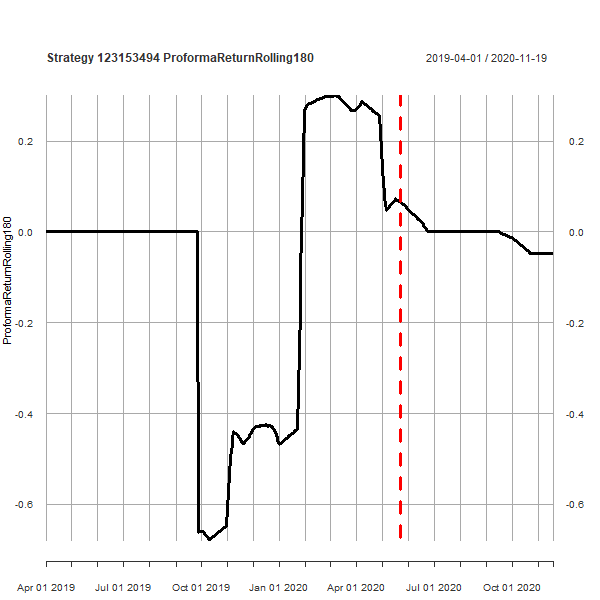 Strategy 123153494 ProformaReturnRolling180
2019-04-01 / 2020-11-19
ProformaReturnRolling180
0.2
0.2
0.0
0.0
-0.2
-0.2
-0.4
-0.4
-0.6
-0.6
Apr 01 2019
Jul 01 2019
Oct 01 2019
Jan 01 2020
Apr 01 2020
Jul 01 2020
Oct 01 2020